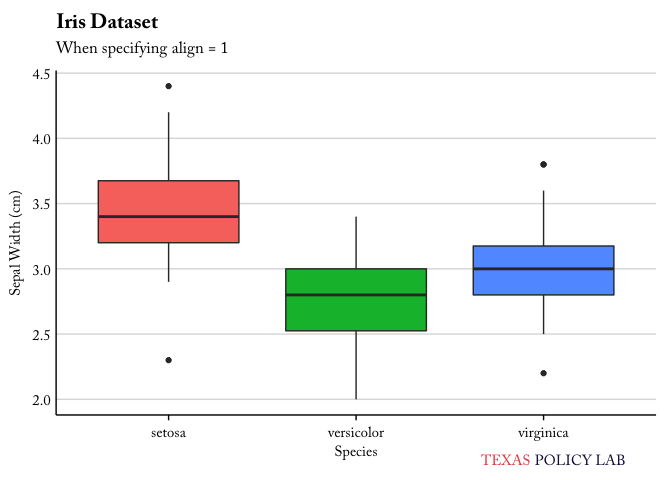 Iris Dataset
When specifying align = 1
Sepal Width (cm)
4.5
4.0
3.5
3.0
2.5
2.0
setosa versicolor virginica
Species
TEXAS POLICY LAB